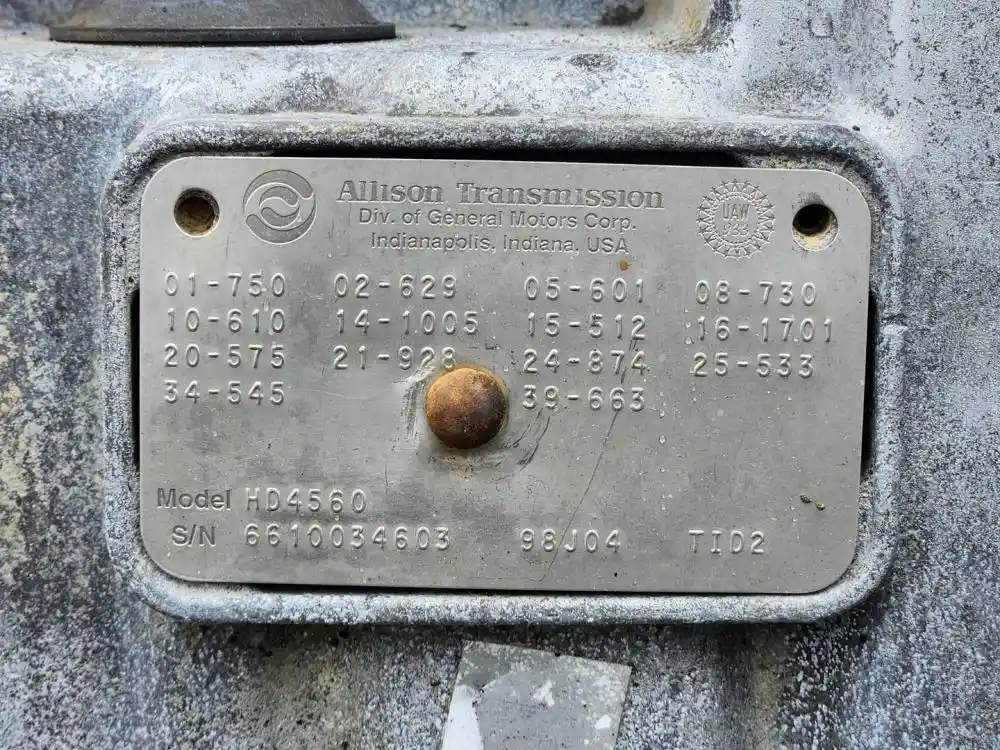 Allison Transmission
Div. of General Motors Corp.
Indianapolis, Indiana, USA
UAW
933
01-750 02-629 05-601 08-730
10-610 14-1005 15-512 16-1701
20-575 21-928 24-874 25-533
34-545 39-663
Model HD4560
S/N 6610034603 98J04 TID2